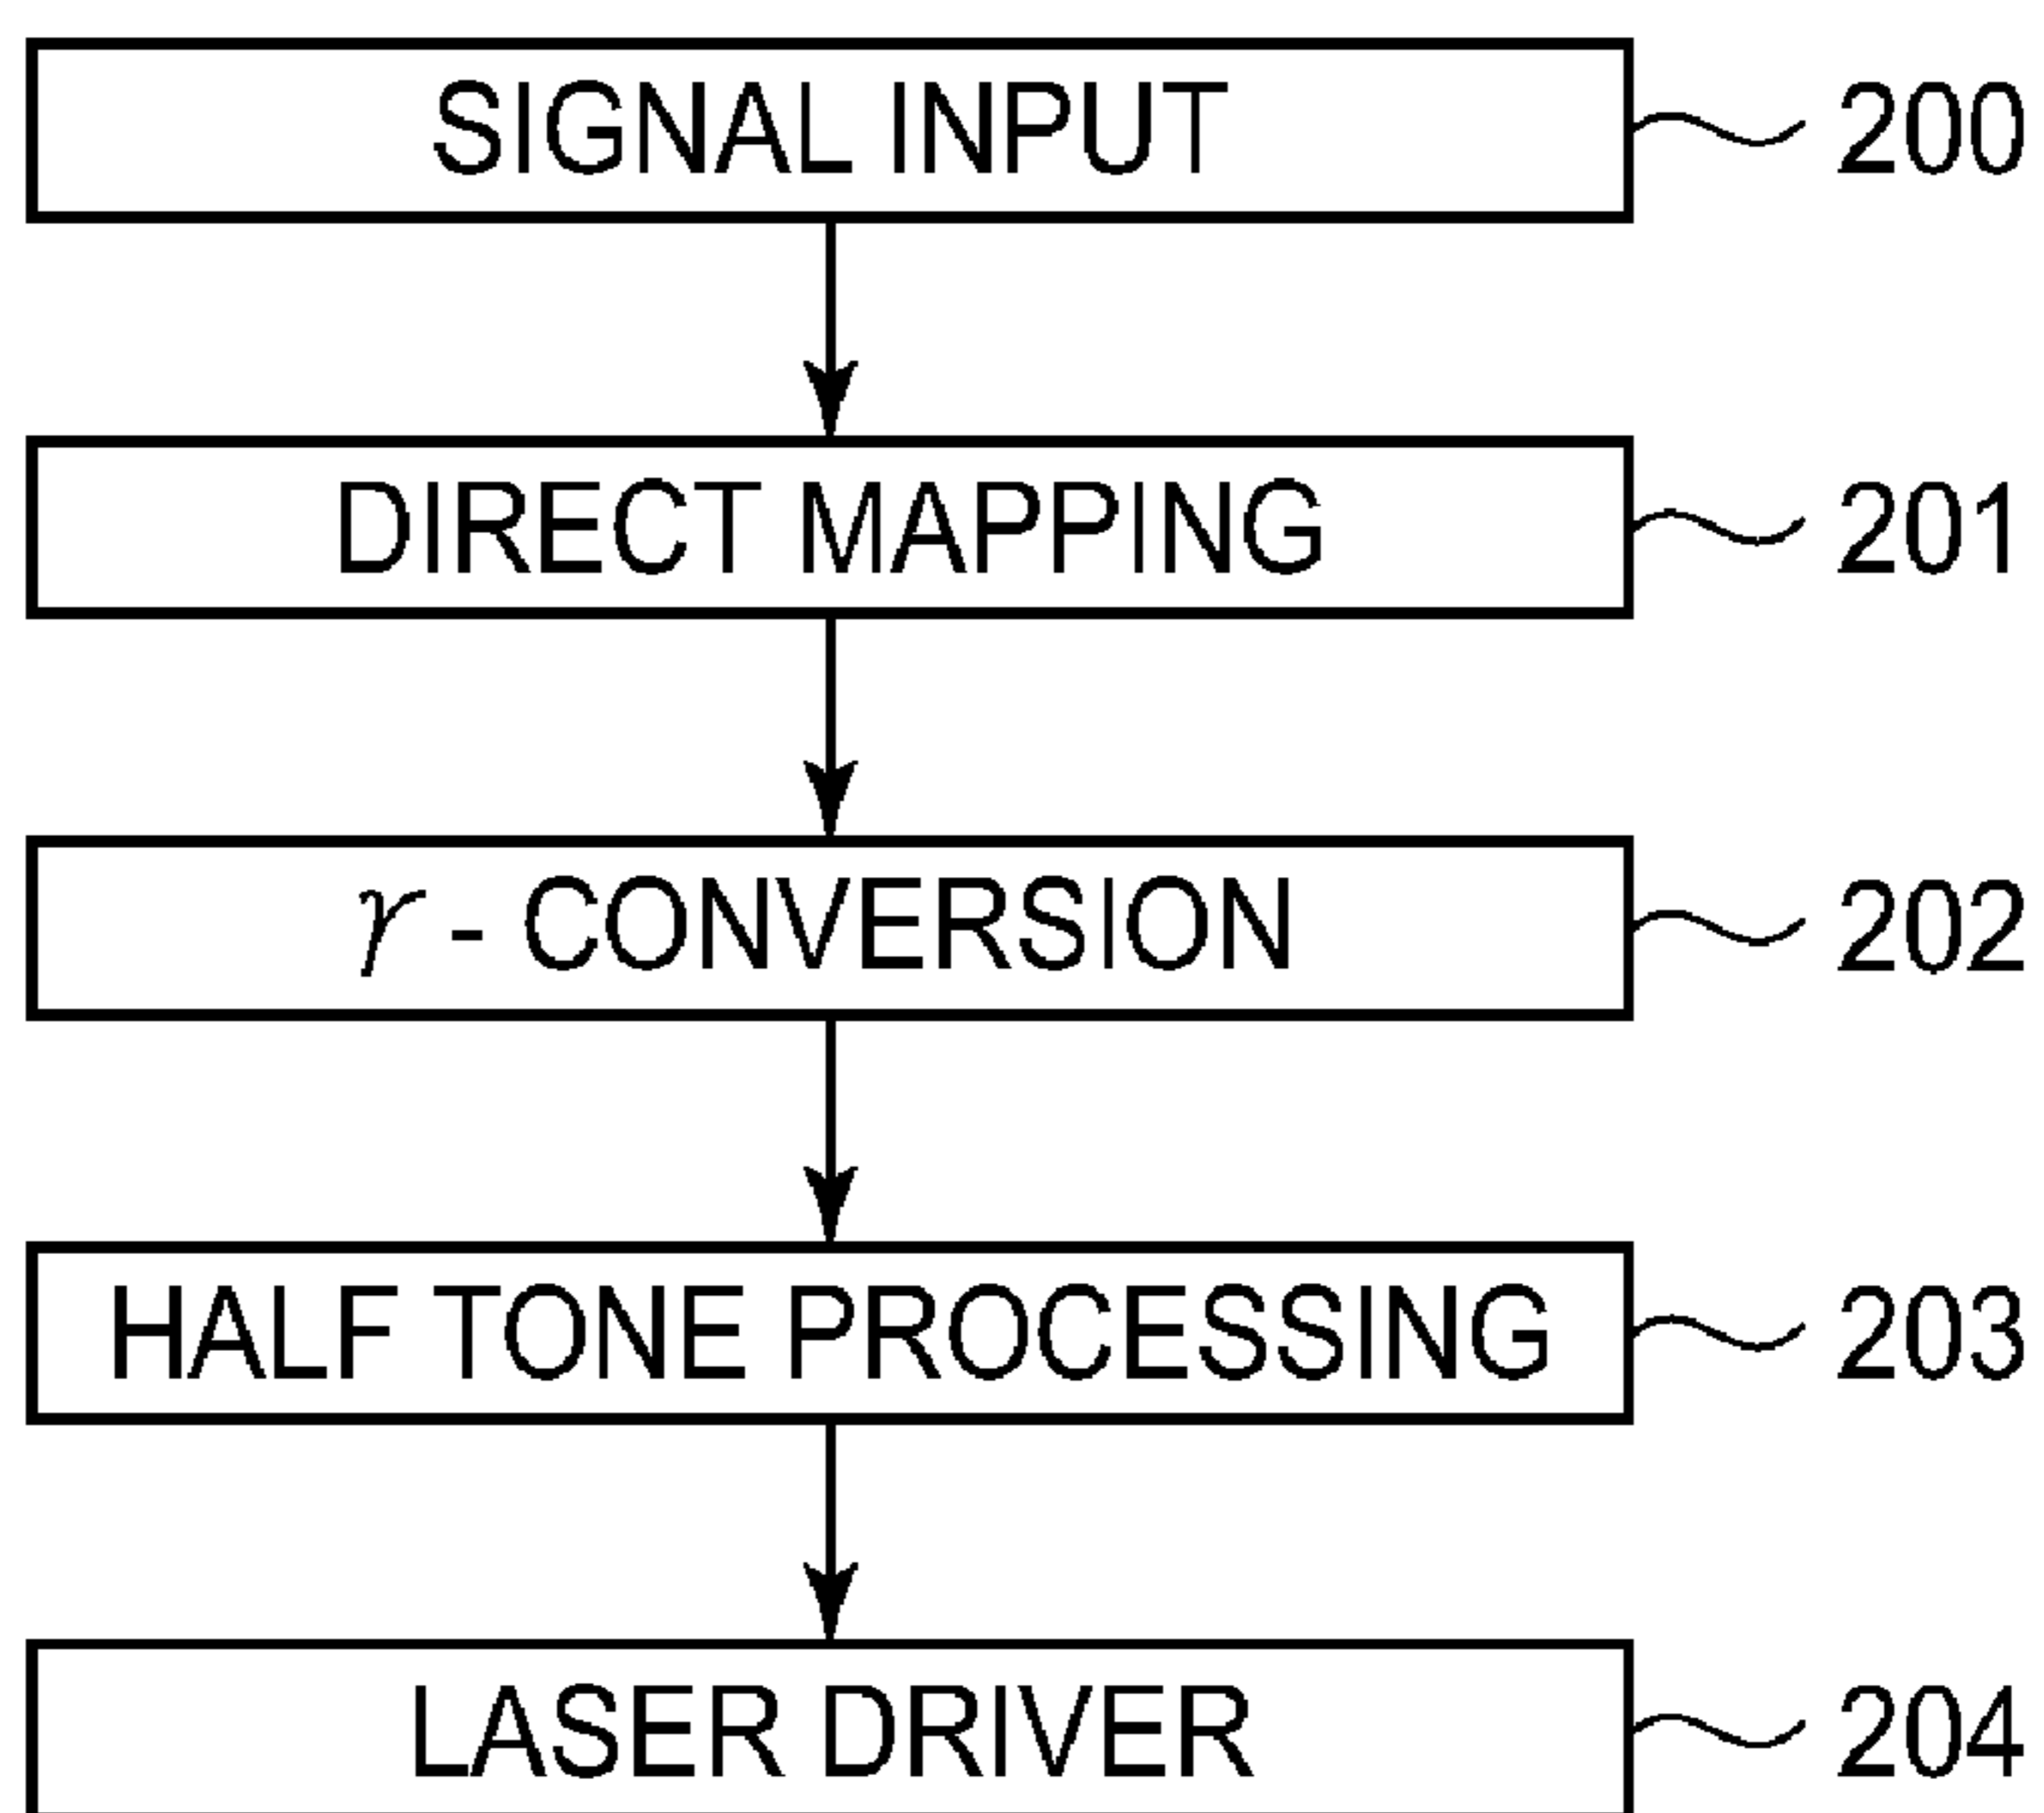 SIGNAL INPUT 200
DIRECT MAPPING 201
γ - CONVERSION 202
HALF TONE PROCESSING 203
LASER DRIVER 204